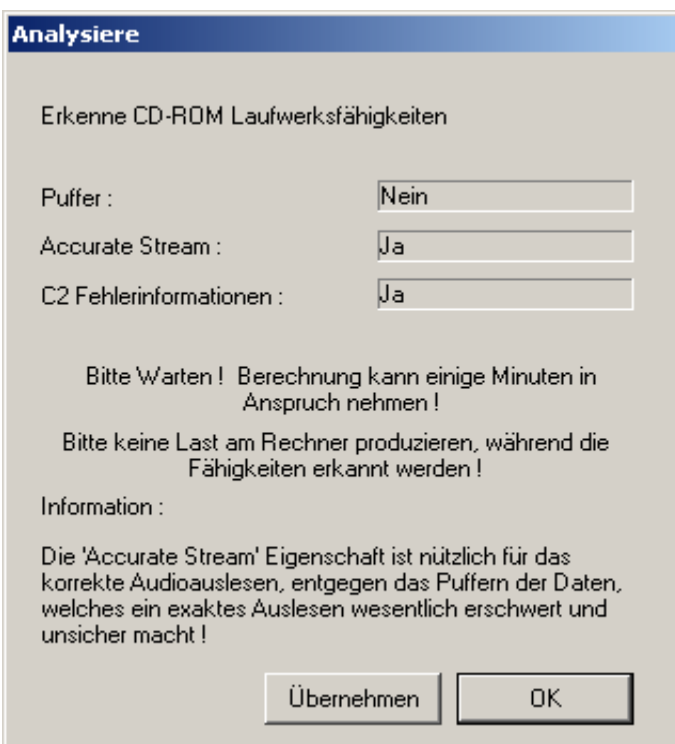 Analysiere
Erkenne CD-ROM Laufwerksfähigkeiten
Puffer : Nein
Accurate Stream : Ja
C2 Fehlerinformationen : Ja
Bitte Warten ! Berechnung kann einige Minuten in
Anspruch nehmen !
Bitte keine Last am Rechner produzieren, während die
Fähigkeiten erkannt werden !
Information :
Die 'Accurate Stream' Eigenschaft ist nützlich für das
korrekte Audioauslesen, entgegen das Puffern der Daten,
welches ein exaktes Auslesen wesentlich erschwert und
unsicher macht !
Übernehmen OK